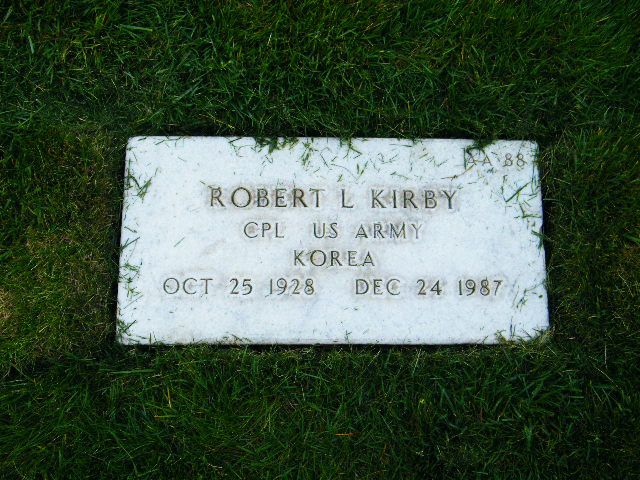 AA 88
ROBERT L KIRBY
CPL US ARMY
KOREA
OCT 25 1928 DEC 24 1987